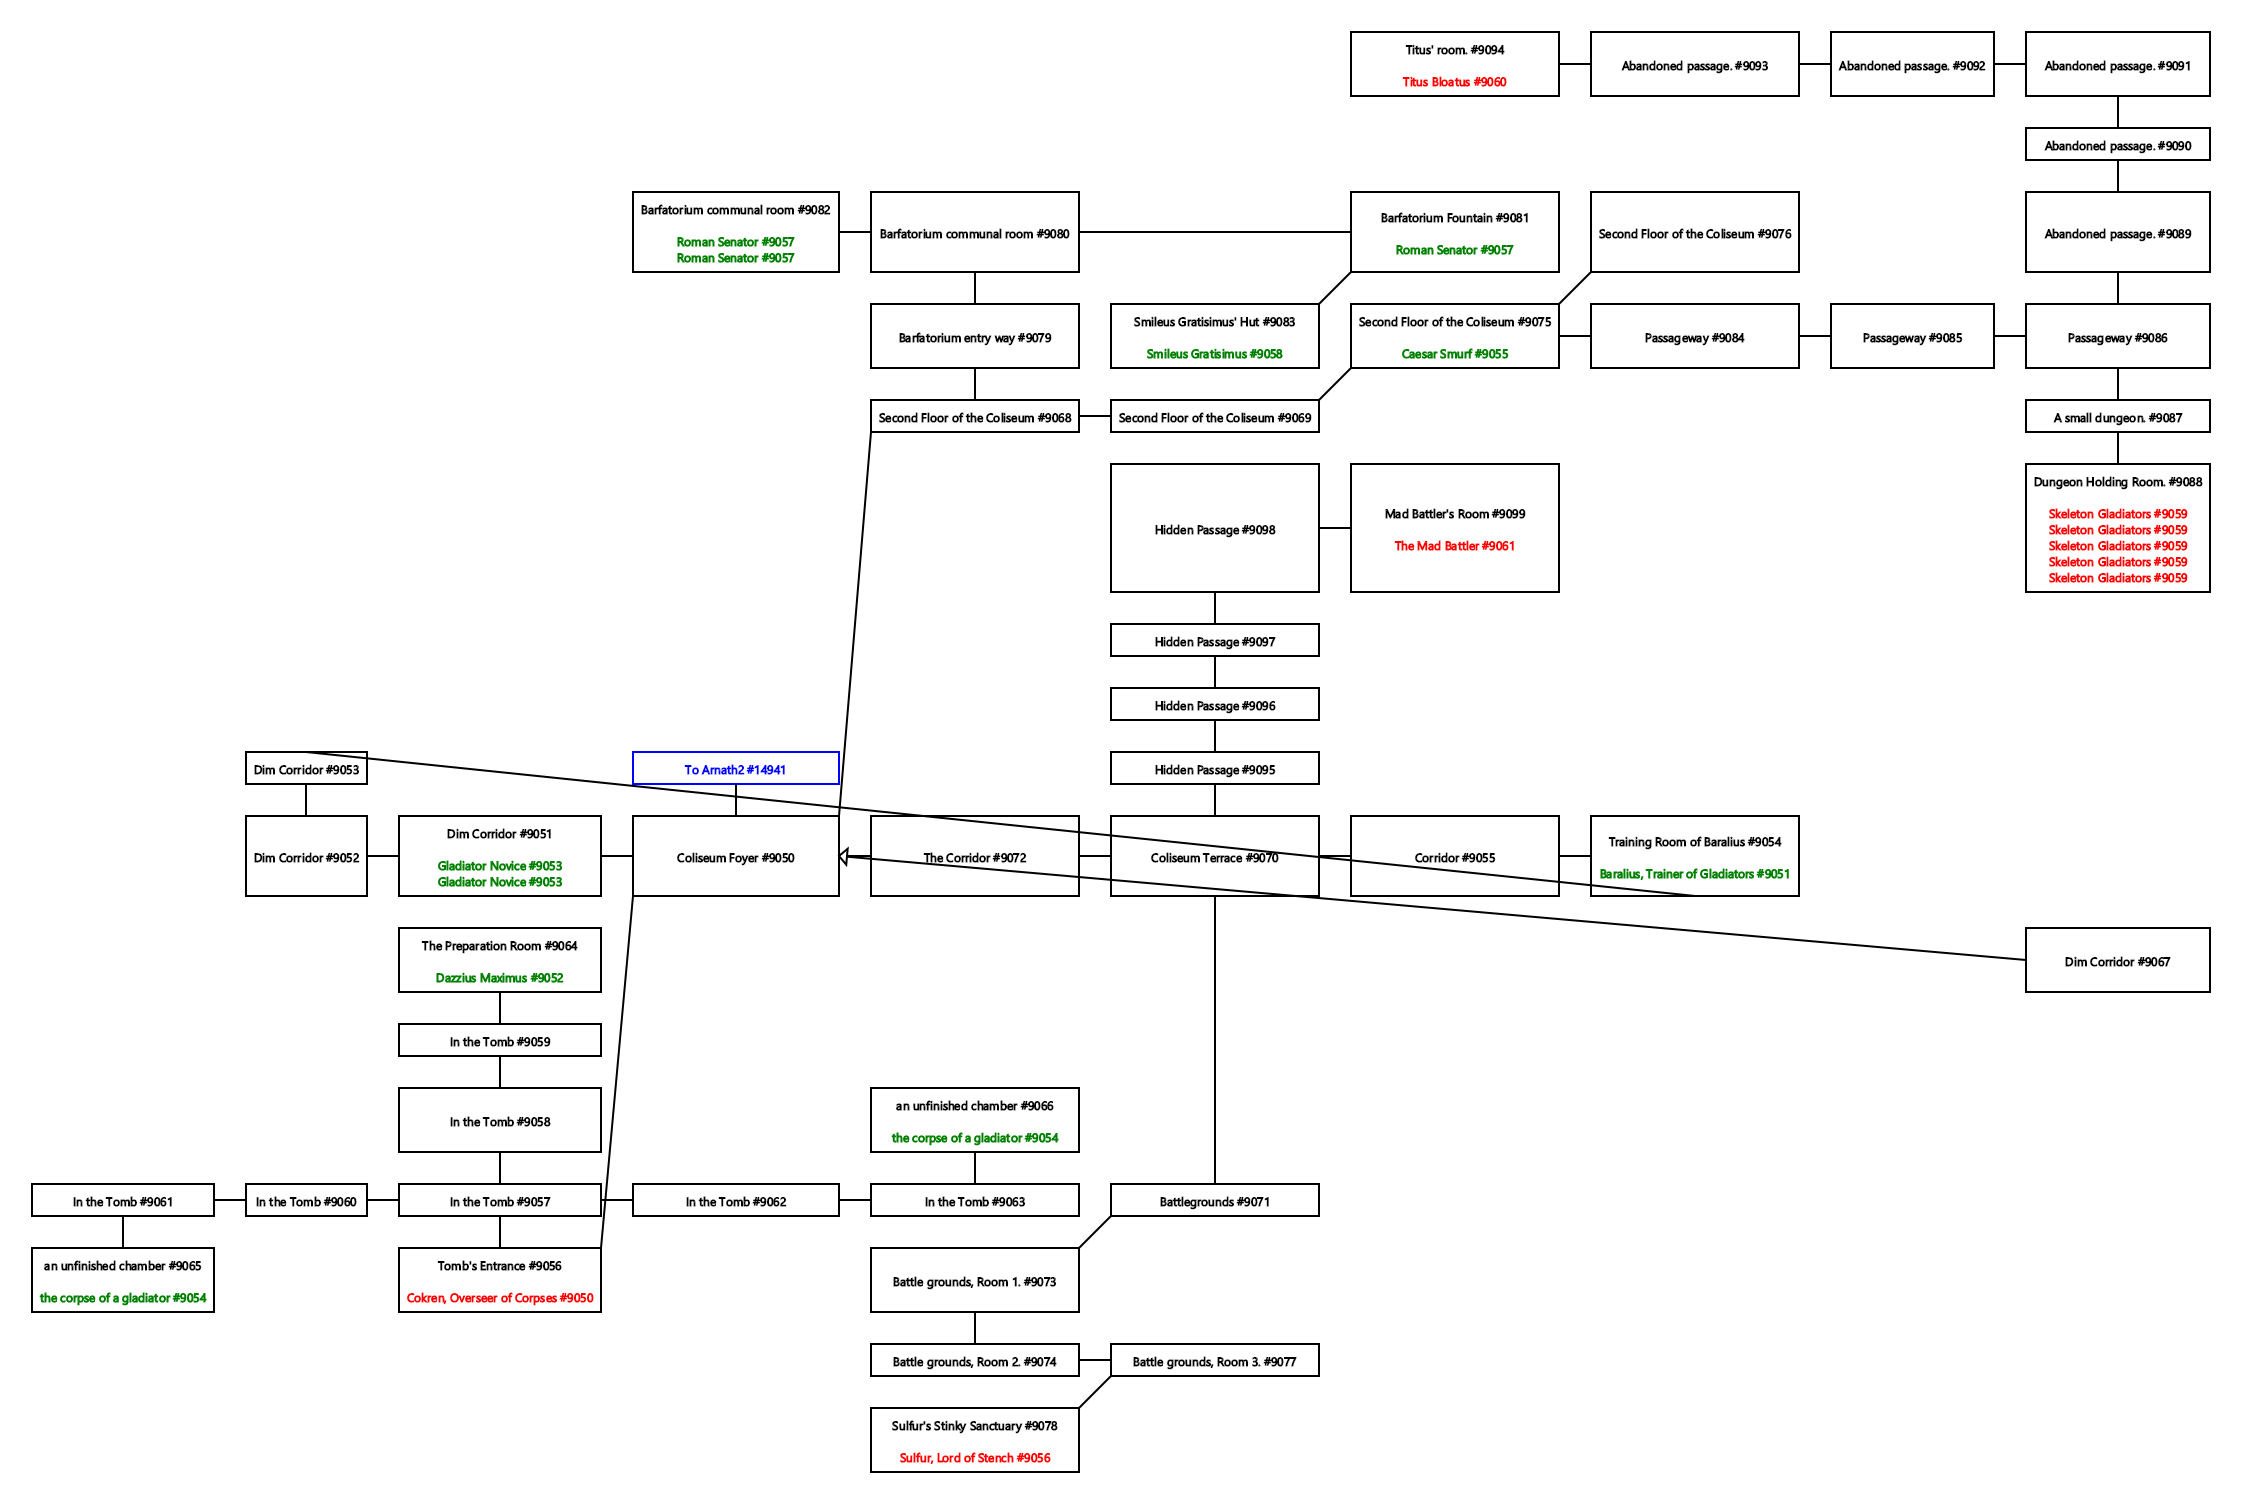 Titus' room. #9094
Titus Bloatus #9060
Abandoned passage. #9093
Abandoned passage. #9092
Abandoned passage. #9091
Abandoned passage. #9090
Barfatorium communal room #9082
Roman Senator #9057
Roman Senator #9057
Barfatorium communal room #9080
Barfatorium Fountain #9081
Roman Senator #9057
Second Floor of the Coliseum #9076
Abandoned passage. #9089
Barfatorium entry way #9079
Smileus Gratisimus' Hut #9083
Smileus Gratisimus #9058
Second Floor of the Coliseum #9075
Caesar Smurf #9055
Passageway #9084
Passageway #9085
Passageway #9086
Second Floor of the Coliseum #9068
Second Floor of the Coliseum #9069
A small dungeon. #9087
Hidden Passage #9098
Mad Battler's Room #9099
The Mad Battler #9061
Dungeon Holding Room. #9088
Skeleton Gladiators #9059
Skeleton Gladiators #9059
Skeleton Gladiators #9059
Skeleton Gladiators #9059
Skeleton Gladiators #9059
Hidden Passage #9097
Hidden Passage #9096
Dim Corridor #9053
To Arnath2 #14941
Hidden Passage #9095
Dim Corridor #9052
Dim Corridor #9051
Gladiator Novice #9053
Gladiator Novice #9053
Coliseum Foyer #9050
The Corridor #9072
Coliseum Terrace #9070
Corridor #9055
Training Room of Baralius #9054
Baralius, Trainer of Gladiators #9051
The Preparation Room #9064
Dazzius Maximus #9052
Dim Corridor #9067
In the Tomb #9059
In the Tomb #9058
an unfinished chamber #9066
the corpse of a gladiator #9054
In the Tomb #9061
In the Tomb #9060
In the Tomb #9057
In the Tomb #9062
In the Tomb #9063
Battlegrounds #9071
an unfinished chamber #9065
the corpse of a gladiator #9054
Tomb's Entrance #9056
Cokren, Overseer of Corpses #9050
Battle grounds, Room 1. #9073
Battle grounds, Room 2. #9074
Battle grounds, Room 3. #9077
Sulfur's Stinky Sanctuary #9078
Sulfur, Lord of Stench #9056